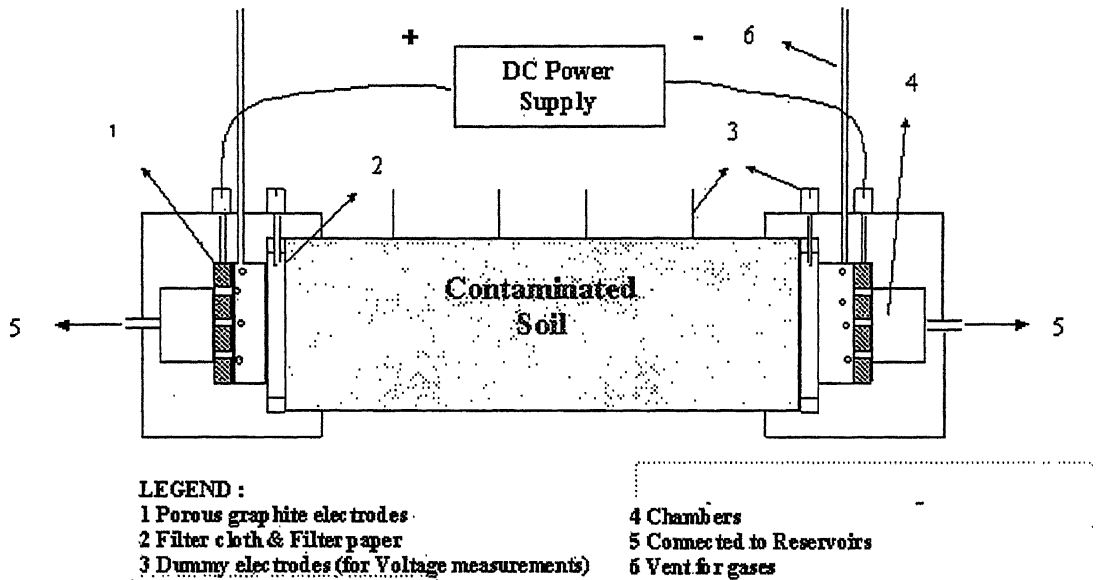 + - 6
DC Power
Supply
4
1
2
3
Contaminated
Soil
5
5
LEGEND :
1 Porous graphite electrodes
2 Filter cloth & Filter paper
3 Dummy electrodes (for Voltage measurements)
4 Chambers
5 Connected to Reservoirs
6 Vent for gases